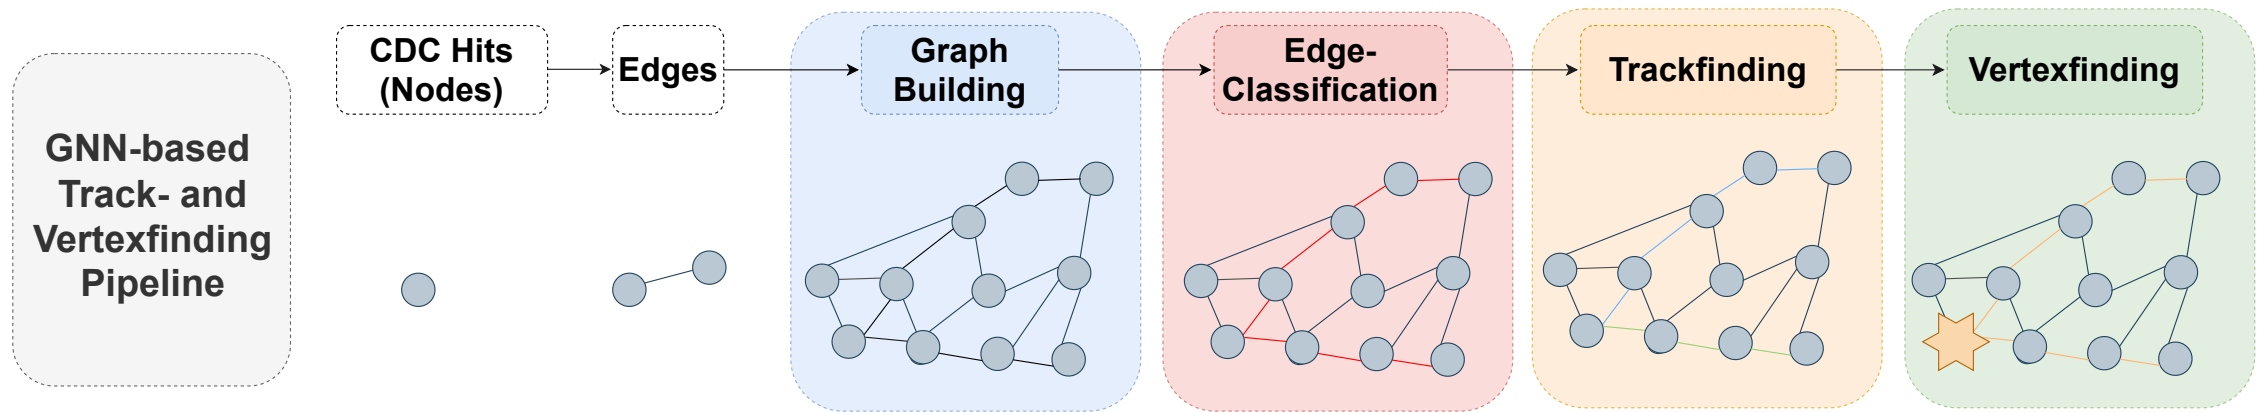 GNN-based
Track- and
Vertexfinding
Pipeline
CDC Hits
(Nodes)
Edges
Graph
Building
Edge-
Classification
Trackfinding
Vertexfinding